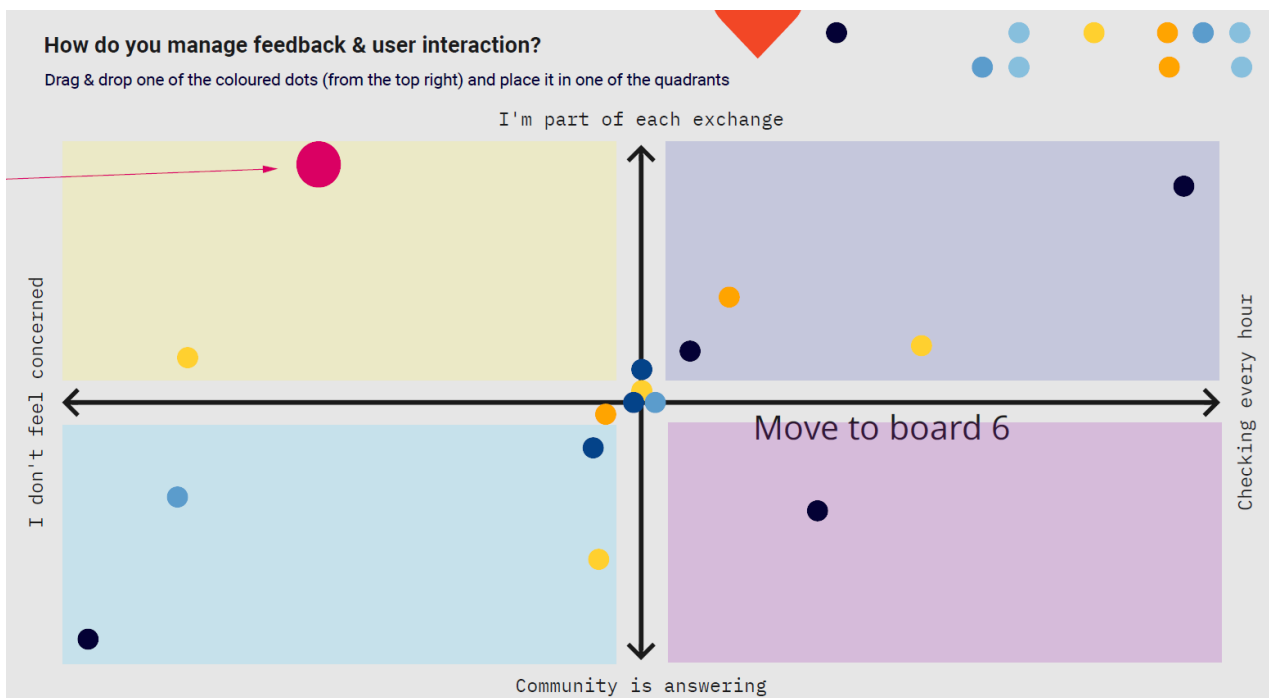 How do you manage feedback & user interaction?
Drag & drop one of the coloured dots (from the top right) and place it in one of the quadrants
I'm part of each exchange
I don't feel concerned
Checking every hour
Move to board 6
Community is answering